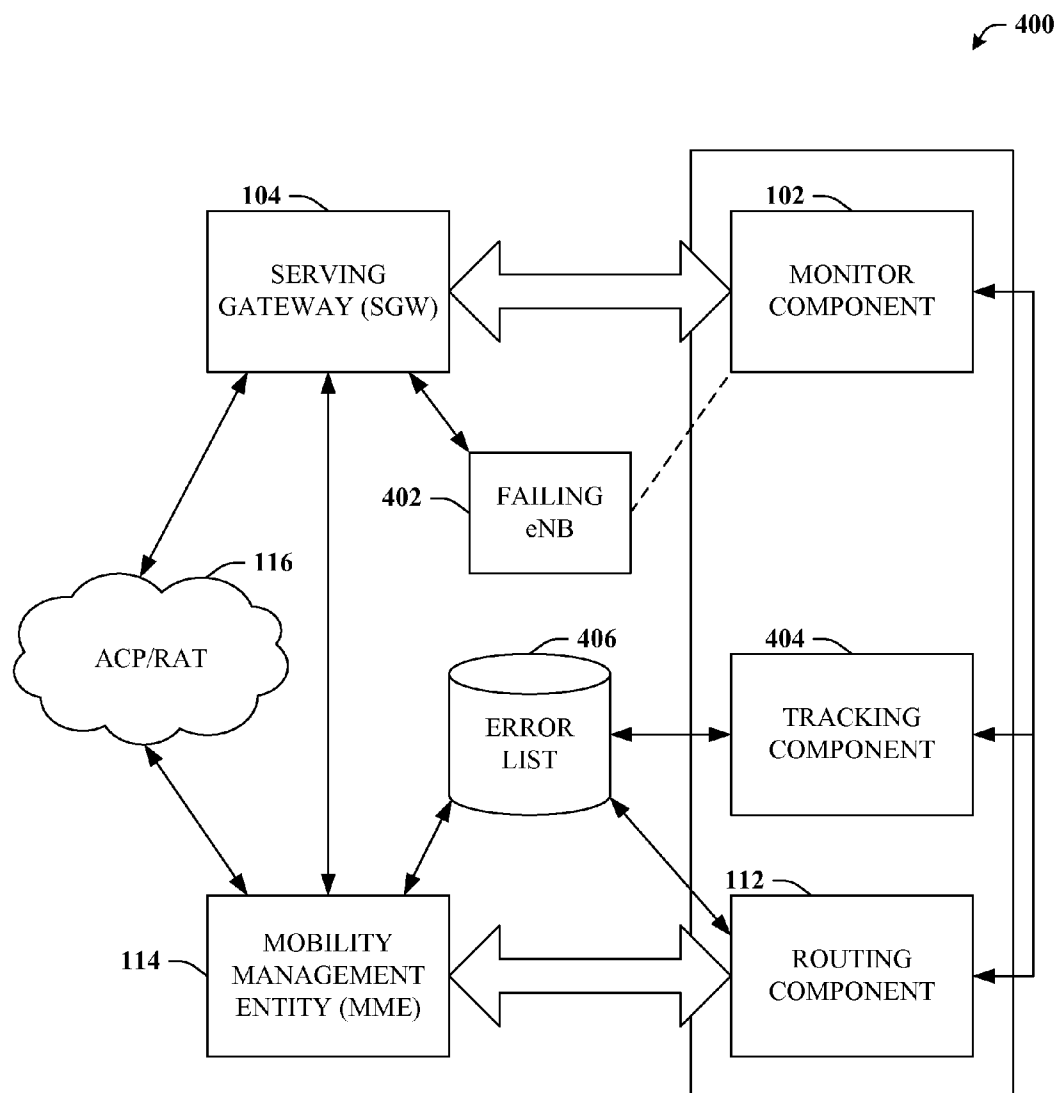 400
104
102
SERVING
GATEWAY (SGW)
MONITOR
COMPONENT
402
FAILING
eNB
116
ACP/RAT
406
404
ERROR
LIST
TRACKING
COMPONENT
112
114
MOBILITY
MANAGEMENT
ENTITY (MME)
ROUTING
COMPONENT